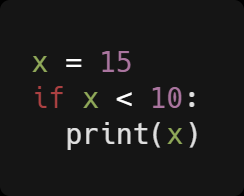 x = 15
if x < 10:
  print(x)